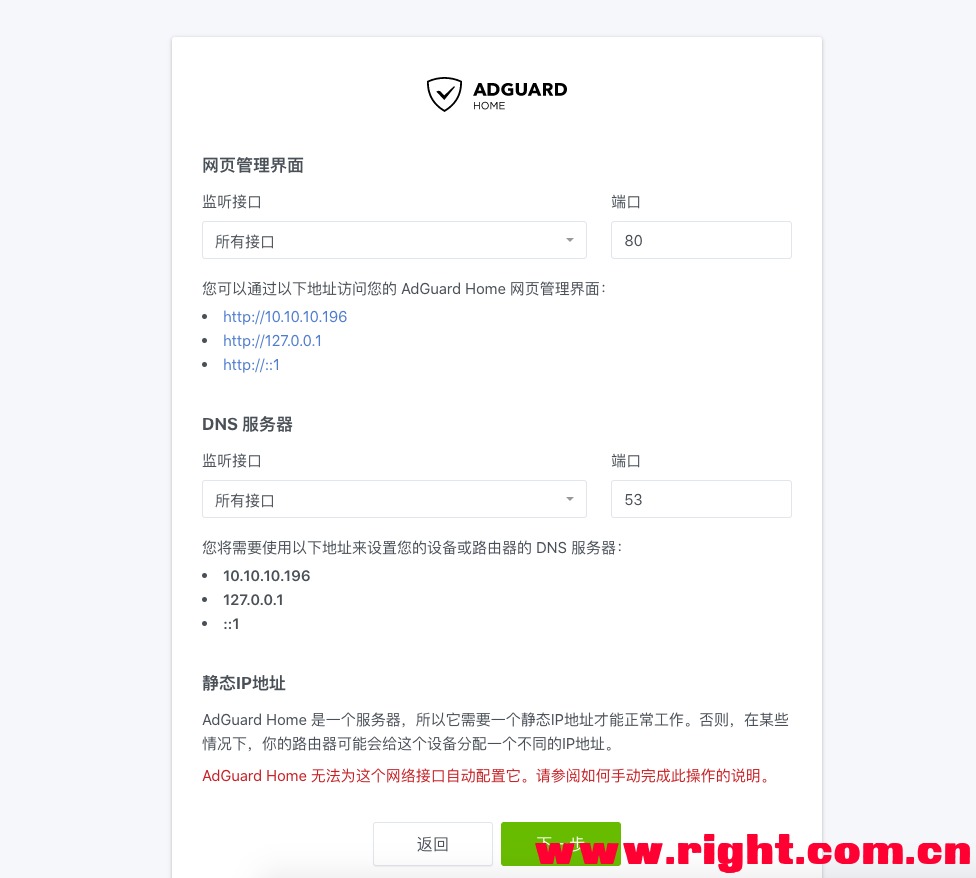 ADGUARD
HOME
网页管理界面
监听接口 端口
所有接口 80
您可以通过以下地址访问您的 AdGuard Home 网页管理界面：
• http://10.10.10.196
• http://127.0.0.1
• http://::1
DNS 服务器
监听接口 端口
所有接口 53
您将需要使用以下地址来设置您的设备或路由器的 DNS 服务器：
• 10.10.10.196
• 127.0.0.1
• ::1
静态IP地址
AdGuard Home 是一个服务器，所以它需要一个静态IP地址才能正常工作。否则，在某些
情况下，你的路由器可能会给这个设备分配一个不同的IP地址。
AdGuard Home 无法为这个网络接口自动配置它。请参阅如何手动完成此操作的说明。
返回 下一步
www.right.com.cn